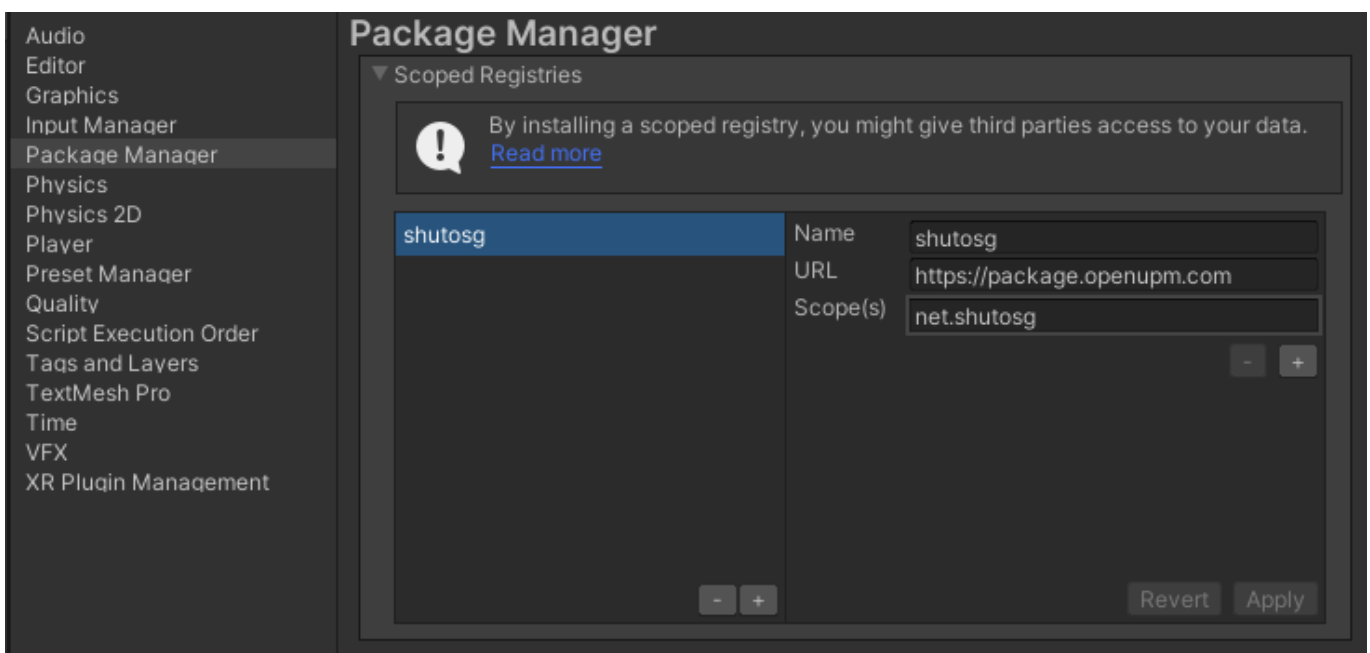 Audio
Editor
Graphics
Input Manager
Package Manager
Physics
Physics 2D
Player
Preset Manager
Quality
Script Execution Order
Tags and Layers
TextMesh Pro
Time
VFX
XR Plugin Management
Package Manager
Scoped Registries
By installing a scoped registry, you might give third parties access to your data.
Read more
shutosg
Name shutosg
URL https://package.openupm.com
Scope(s) net.shutosg
- +
- +
Revert Apply